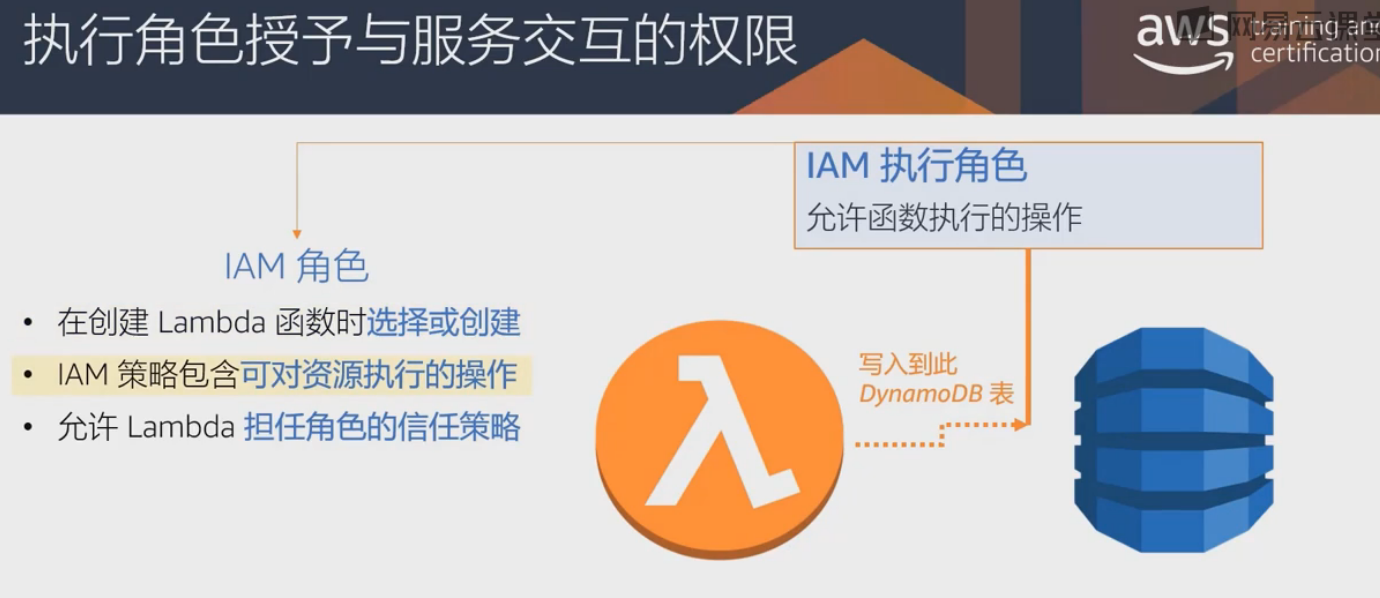 执行角色授予与服务交互的权限
aws
training and
certification
网易云课堂
IAM 执行角色
允许函数执行的操作
IAM 角色
• 在创建 Lambda 函数时选择或创建
• IAM 策略包含可对资源执行的操作
• 允许 Lambda 担任角色的信任策略
写入到此
DynamoDB 表